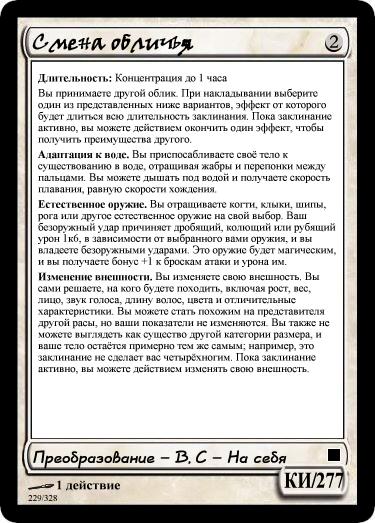 Смена обличья
2
Длительность: Концентрация до 1 часа
Вы принимаете другой облик. При накладывании выберите
один из представленных ниже вариантов, эффект от которого
будет длиться всю длительность заклинания. Пока заклинание
активно, вы можете действием окончить один эффект, чтобы
получить преимущества другого.
Адаптация к воде. Вы приспосабливаете своё тело к
существованию в воде, отращивая жабры и перепонки между
пальцами. Вы можете дышать под водой и получаете скорость
плавания, равную скорости хождения.
Естественное оружие. Вы отращиваете когти, клыки, шипы,
рога или другое естественное оружие на свой выбор. Ваш
безоружный удар причиняет дробящий, колющий или рубящий
урон 1к6, в зависимости от выбранного вами оружия, и вы
владеете безоружными ударами. Это оружие будет магическим,
и вы получаете бонус +1 к броскам атаки и урона им.
Изменение внешности. Вы изменяете свою внешность. Вы
сами решаете, на кого будете походить, включая рост, вес,
лицо, звук голоса, длину волос, цвета и отличительные
характеристики. Вы можете стать похожим на представителя
другой расы, но ваши показатели не изменяются. Вы также не
можете выглядеть как существо другой категории размера, и
ваше тело остаётся примерно тем же самым; например, это
заклинание не сделает вас четырёхногим. Пока заклинание
активно, вы можете действием изменять свою внешность.
Преобразование – В, С – На себя
КИ/277
1 действие
229/328